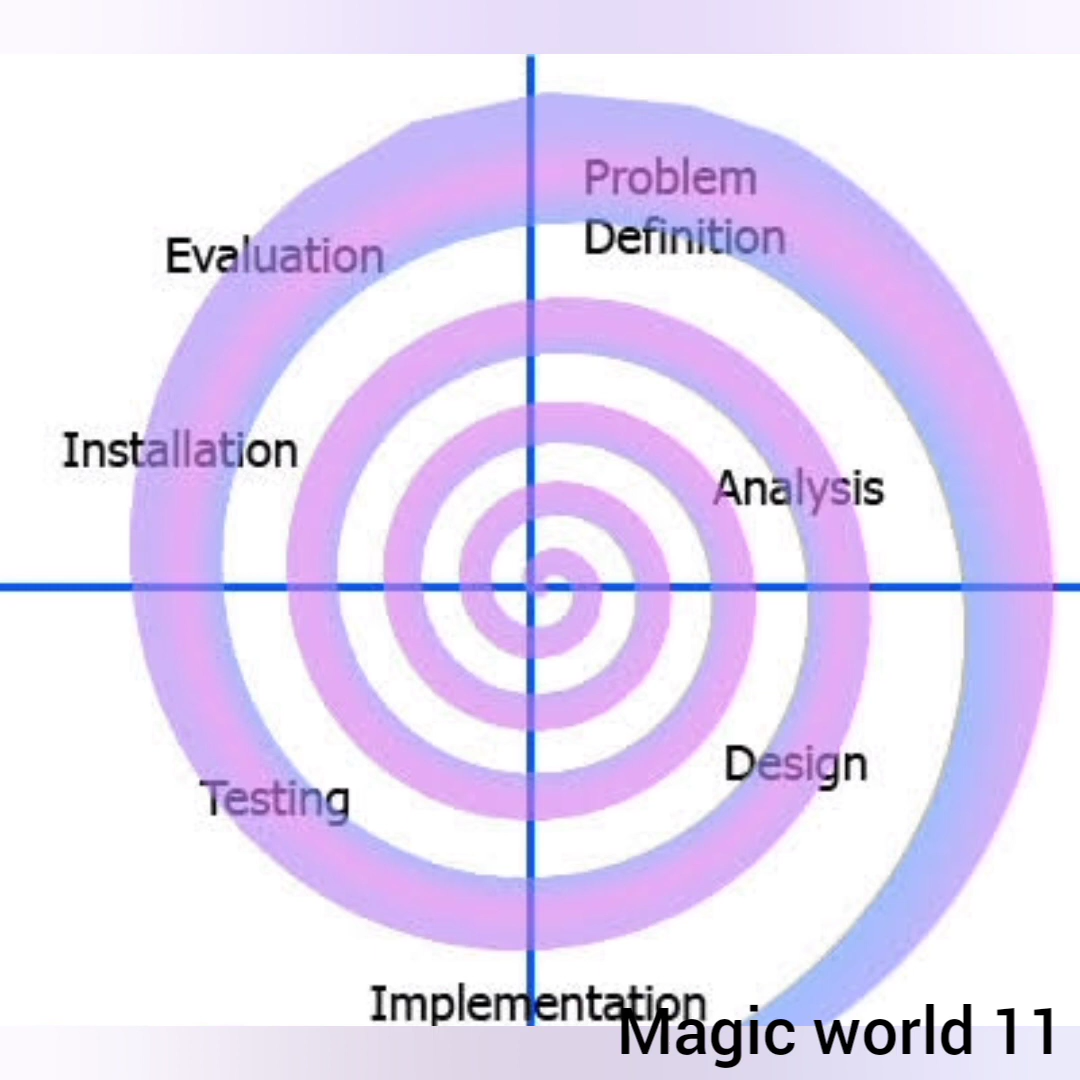 Problem
Definition
Evaluation
Installation
Analysis
Design
Testing
Implementation
Magic world 11